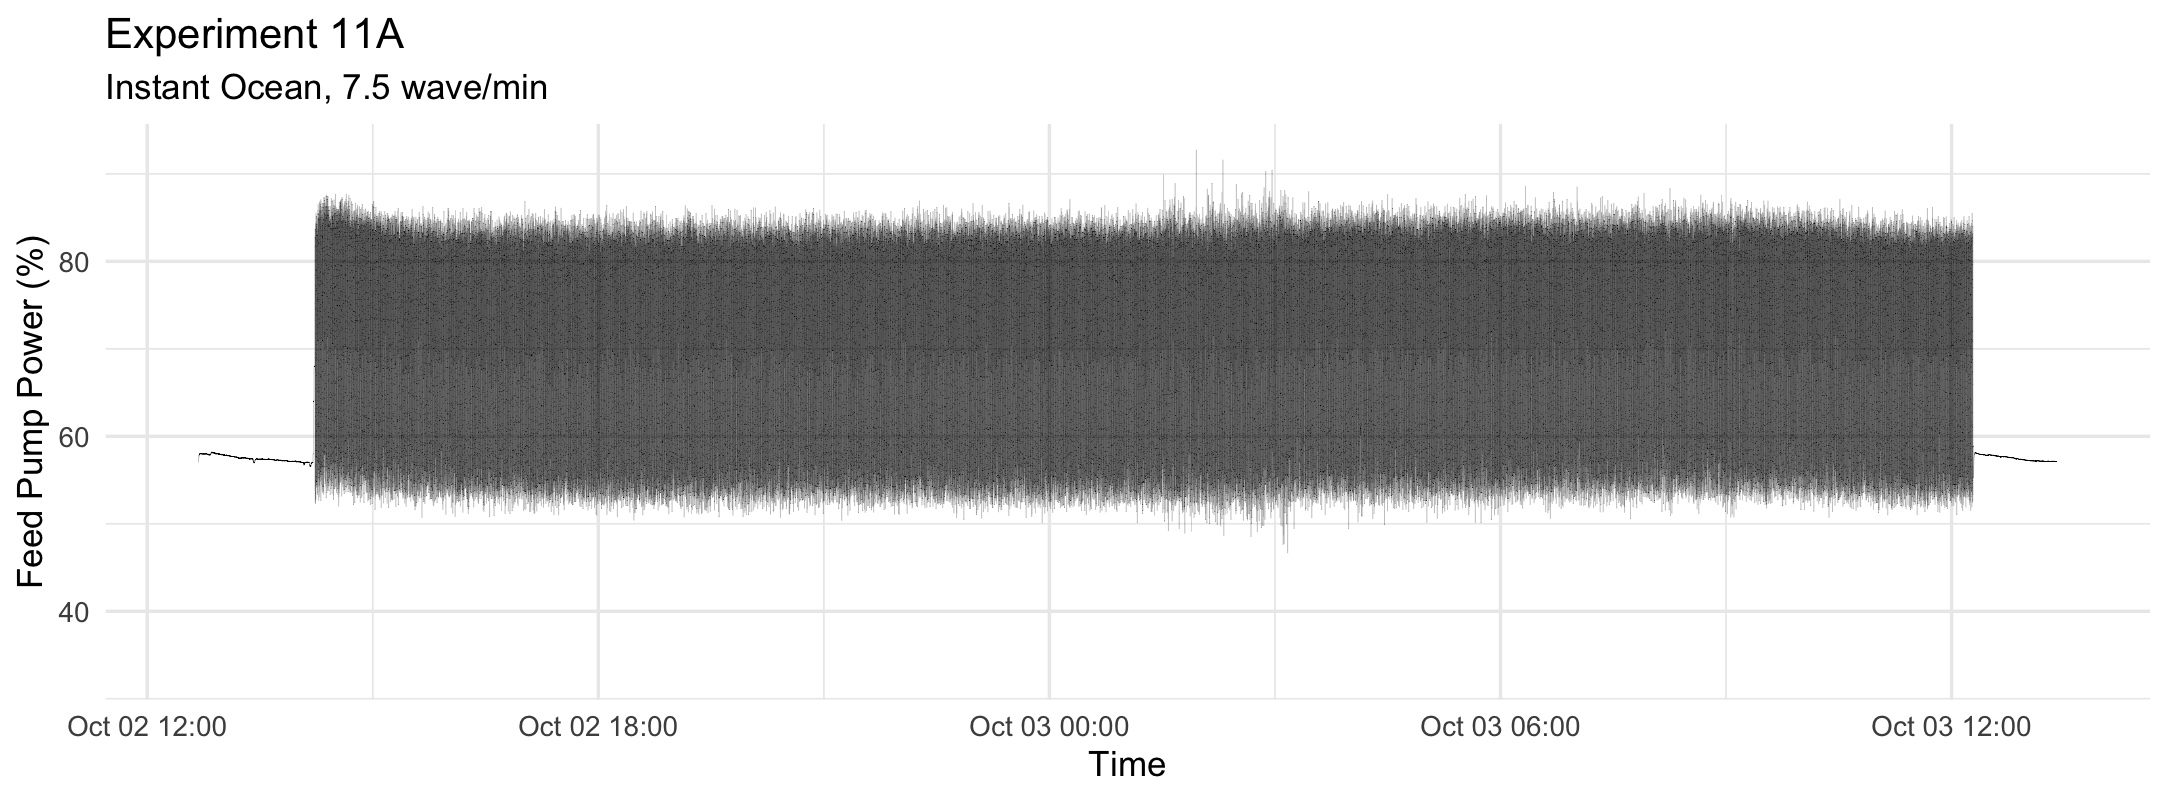 Experiment 11A
Instant Ocean, 7.5 wave/min
Feed Pump Power (%)
80
60
40
Oct 02 12:00 Oct 02 18:00 Oct 03 00:00 Oct 03 06:00 Oct 03 12:00
Time